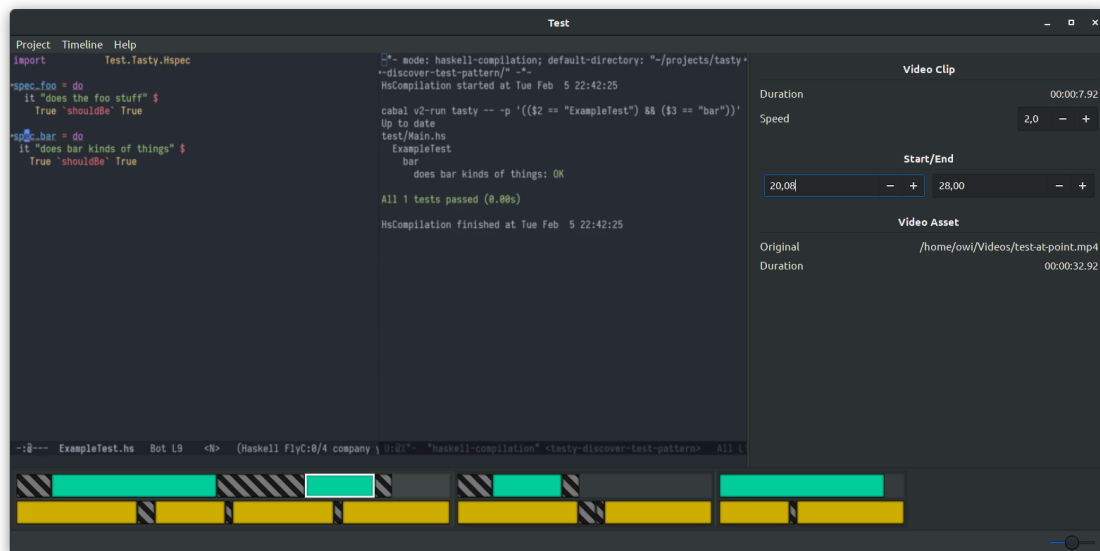 Test
Project Timeline Help
import Test.Tasty.Hspec
spec_foo = do
it "does the foo stuff" $
True `shouldBe` True
spec_bar = do
it "does bar kinds of things" $
True `shouldBe` True
-:@--- ExampleTest.hs Bot L9 <N> (Haskell FlyC:0/4 company
-*- mode: haskell-compilation; default-directory: "~/projects/tasty
-discover-test-pattern/" -*-
HsCompilation started at Tue Feb 5 22:42:25
cabal v2-run tasty -- -p '(($2 == "ExampleTest") && ($3 == "bar"))'
Up to date
test/Main.hs
ExampleTest
bar
does bar kinds of things: OK
All 1 tests passed (0.00s)
HsCompilation finished at Tue Feb 5 22:42:25
U:@%*- *haskell-compilation* <tasty-discover-test-pattern> All
Video Clip
Duration 00:00:7.92
Speed 2,0 − +
Start/End
20,08 − + 28,00 − +
Video Asset
Original /home/owi/Videos/test-at-point.mp4
Duration 00:00:32.92